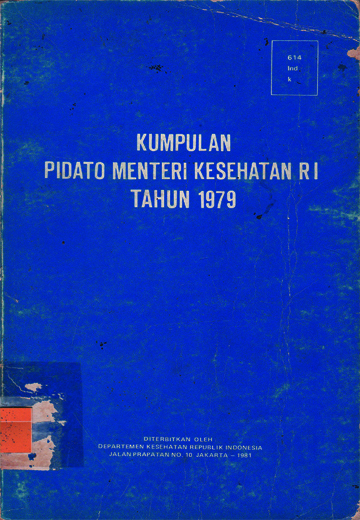 614
Ind
k
KUMPULAN
PIDATO MENTERI KESEHATAN RI
TAHUN 1979
DITERBITKAN OLEH
DEPARTEMEN KESEHATAN REPUBLIK INDONESIA
JALAN PRAPATAN NO. 10 JAKARTA – 1981